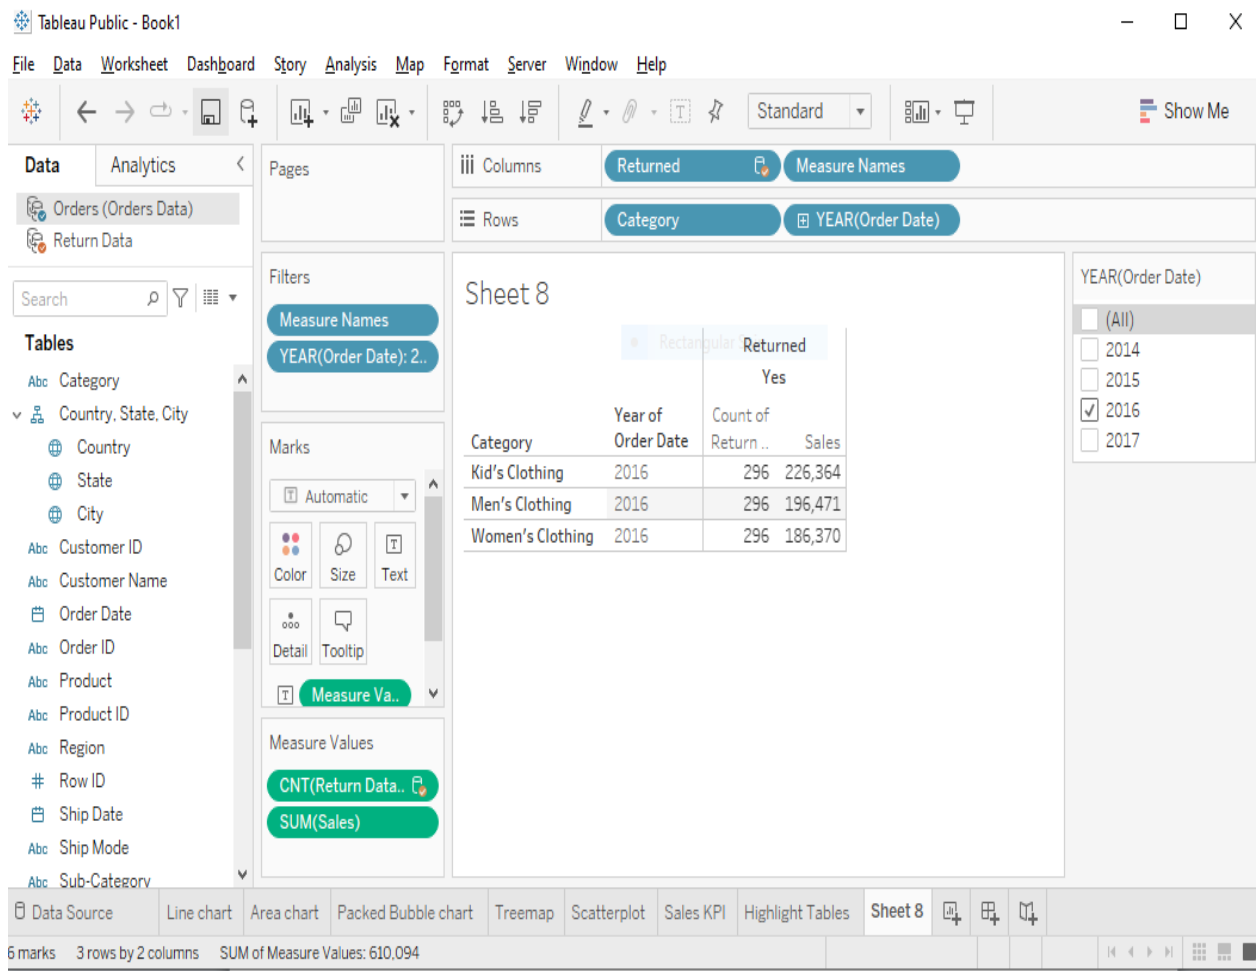 Tableau Public - Book1
File Data Worksheet Dashboard Story Analysis Map Format Server Window Help
Standard
Show Me
Data Analytics
Orders (Orders Data)
Return Data
Search
Tables
Abc Category
Country, State, City
Country
State
City
Abc Customer ID
Abc Customer Name
Order Date
Abc Order ID
Abc Product
Abc Product ID
Abc Region
# Row ID
Ship Date
Abc Ship Mode
Abc Sub-Category
Pages
Filters
Measure Names
YEAR(Order Date): 2..
Marks
T Automatic
Color Size T Text
Detail Tooltip
T Measure Va..
Measure Values
CNT(Return Data..
SUM(Sales)
iii Columns Returned Measure Names
Rows Category YEAR(Order Date)
Sheet 8
Rectangular
Returned
Yes
Year of Count of
Category Order Date Return .. Sales
Kid's Clothing 2016 296 226,364
Men's Clothing 2016 296 196,471
Women's Clothing 2016 296 186,370
YEAR(Order Date)
(All)
2014
2015
2016
2017
Data Source Line chart Area chart Packed Bubble chart Treemap Scatterplot Sales KPI Highlight Tables Sheet 8
6 marks 3 rows by 2 columns SUM of Measure Values: 610,094